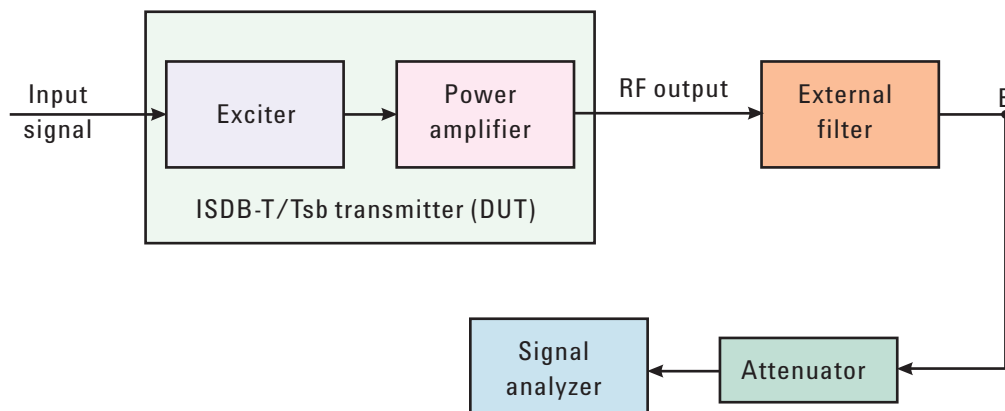 Input
signal
Exciter
Power
amplifier
ISDB-T/Tsb transmitter (DUT)
RF output
External
filter
Signal
analyzer
Attenuator